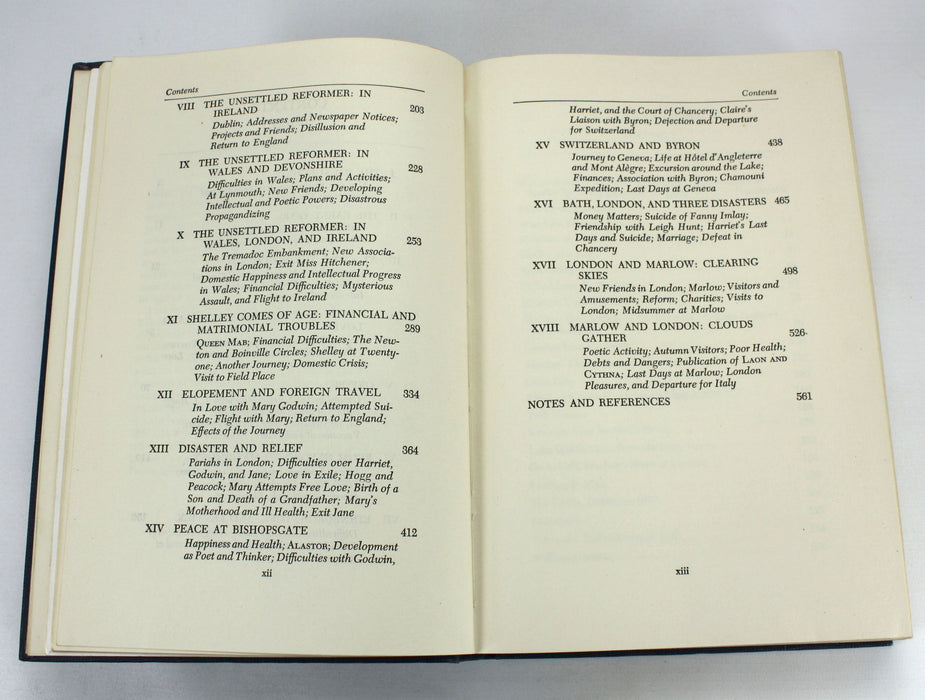 Contents
VIII THE UNSETTLED REFORMER: IN
IRELAND 203
Dublin; Addresses and Newspaper Notices;
Projects and Friends; Disillusion and
Return to England
IX THE UNSETTLED REFORMER: IN
WALES AND DEVONSHIRE 228
Difficulties in Wales; Plans and Activities;
At Lynmouth; New Friends; Developing
Intellectual and Poetic Powers; Disastrous
Propagandizing
X THE UNSETTLED REFORMER: IN
WALES, LONDON, AND IRELAND 253
The Tremadoc Embankment; New Associa-
tions in London; Exit Miss Hitchener;
Domestic Happiness and Intellectual Progress
in Wales; Financial Difficulties; Mysterious
Assault, and Flight to Ireland
XI SHELLEY COMES OF AGE: FINANCIAL AND
MATRIMONIAL TROUBLES 289
QUEEN MAB; Financial Difficulties; The New-
ton and Boinville Circles; Shelley at Twenty-
one; Another Journey; Domestic Crisis;
Visit to Field Place
XII ELOPEMENT AND FOREIGN TRAVEL 334
In Love with Mary Godwin; Attempted Sui-
cide; Flight with Mary; Return to England;
Effects of the Journey
XIII DISASTER AND RELIEF 364
Pariahs in London; Difficulties over Harriet,
Godwin, and Jane; Love in Exile; Hogg and
Peacock; Mary Attempts Free Love; Birth of a
Son and Death of a Grandfather; Mary's
Motherhood and Ill Health; Exit Jane
XIV PEACE AT BISHOPSGATE 412
Happiness and Health; ALASTOR; Development
as Poet and Thinker; Difficulties with Godwin,
xii
Contents
Harriet, and the Court of Chancery; Claire's
Liaison with Byron; Dejection and Departure
for Switzerland
XV SWITZERLAND AND BYRON 438
Journey to Geneva; Life at Hôtel d'Angleterre
and Mont Alègre; Excursion around the Lake;
Finances; Association with Byron; Chamouni
Expedition; Last Days at Geneva
XVI BATH, LONDON, AND THREE DISASTERS 465
Money Matters; Suicide of Fanny Imlay;
Friendship with Leigh Hunt; Harriet's Last
Days and Suicide; Marriage; Defeat in
Chancery
XVII LONDON AND MARLOW: CLEARING
SKIES 498
New Friends in London; Marlow; Visitors and
Amusements; Reform; Charities; Visits to
London; Midsummer at Marlow
XVIII MARLOW AND LONDON: CLOUDS
GATHER 526
Poetic Activity; Autumn Visitors; Poor Health;
Debts and Dangers; Publication of LAON AND
CYTHNA; Last Days at Marlow; London
Pleasures, and Departure for Italy
NOTES AND REFERENCES 561
xiii